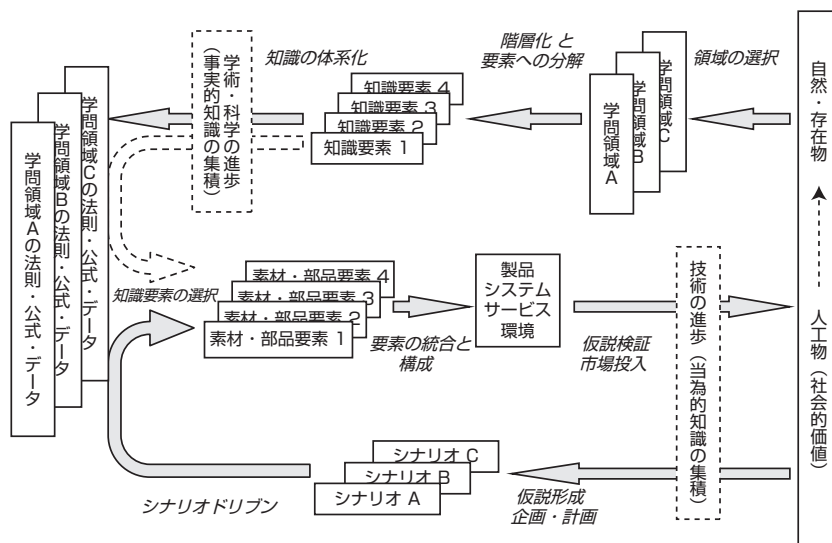 学術・科学の進歩
（事実的知識の集積）
知識の体系化
階層化 と
要素への分解
領域の選択
学問領域Cの法則・公式・データ
学問領域Bの法則・公式・データ
学問領域Aの法則・公式・データ
知識要素 4
知識要素 3
知識要素 2
知識要素 1
学問領域C
学問領域B
学問領域A
自然・存在物
人工物（社会的価値）
知識要素の選択
素材・部品要素 4
素材・部品要素 3
素材・部品要素 2
素材・部品要素 1
要素の統合と
構成
製品
システム
サービス
環境
仮説検証
市場投入
技術の進歩（当為的知識の集積）
シナリオドリブン
シナリオ C
シナリオ B
シナリオ A
仮説形成
企画・計画